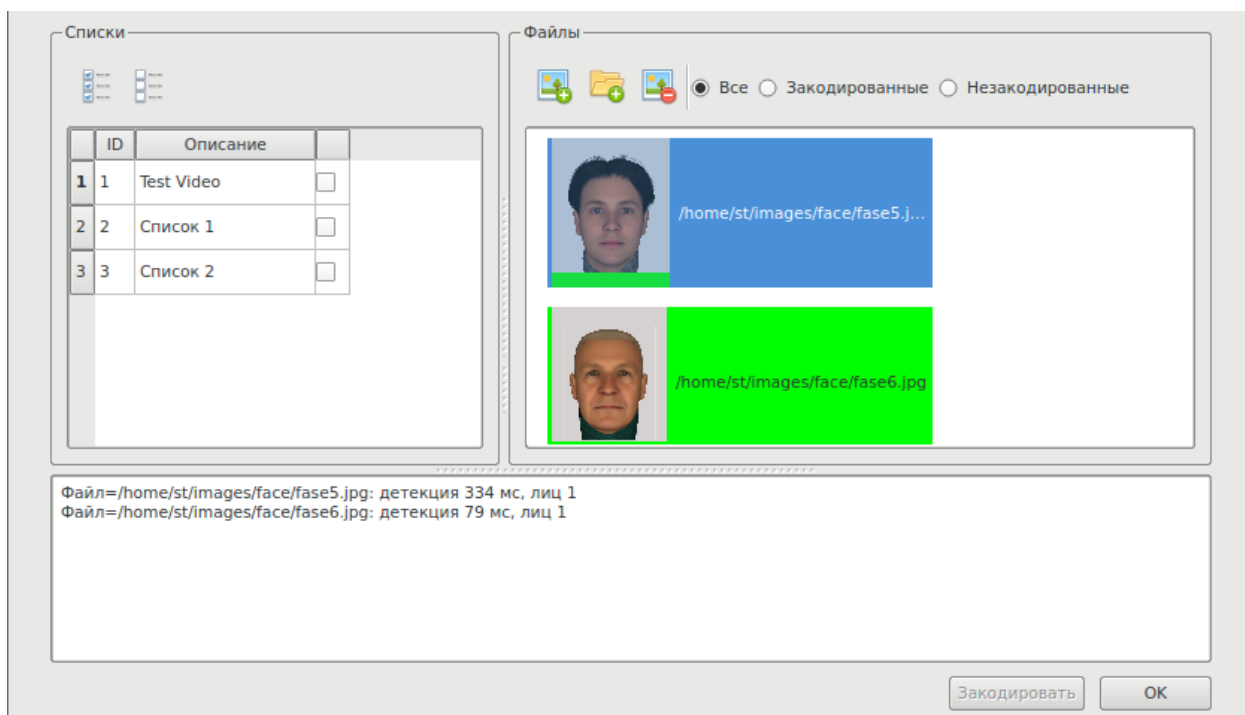 Списки
Файлы
Все Закодированные Незакодированные
ID Описание
1 1 Test Video
2 2 Список 1
3 3 Список 2
/home/st/images/face/fase5.j...
/home/st/images/face/fase6.jpg
Файл=/home/st/images/face/fase5.jpg: детекция 334 мс, лиц 1
Файл=/home/st/images/face/fase6.jpg: детекция 79 мс, лиц 1
Закодировать OK